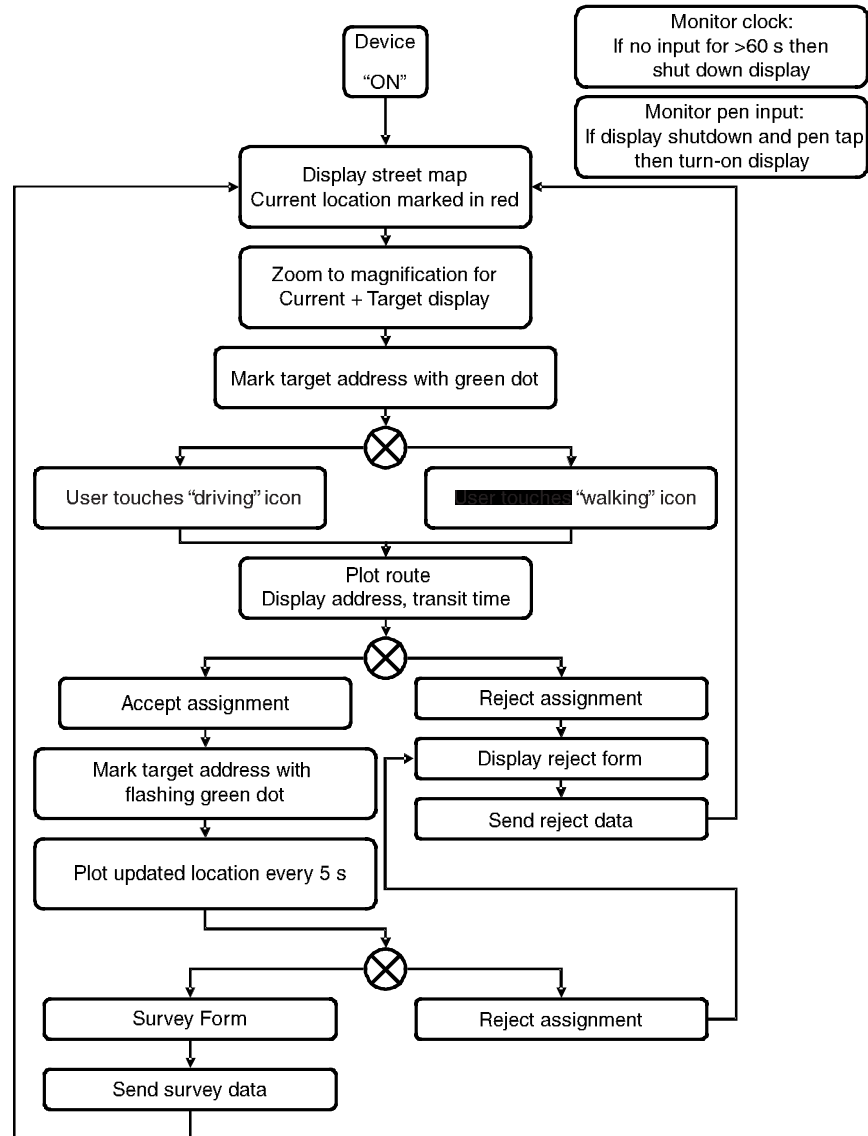 Device
“ON”
Monitor clock:
If no input for >60 s then
shut down display
Monitor pen input:
If display shutdown and pen tap
then turn-on display
Display street map
Current location marked in red
Zoom to magnification for
Current + Target display
Mark target address with green dot
User touches “driving” icon
User touches “walking” icon
Plot route
Display address, transit time
Accept assignment
Reject assignment
Mark target address with
flashing green dot
Display reject form
Send reject data
Plot updated location every 5 s
Survey Form
Reject assignment
Send survey data